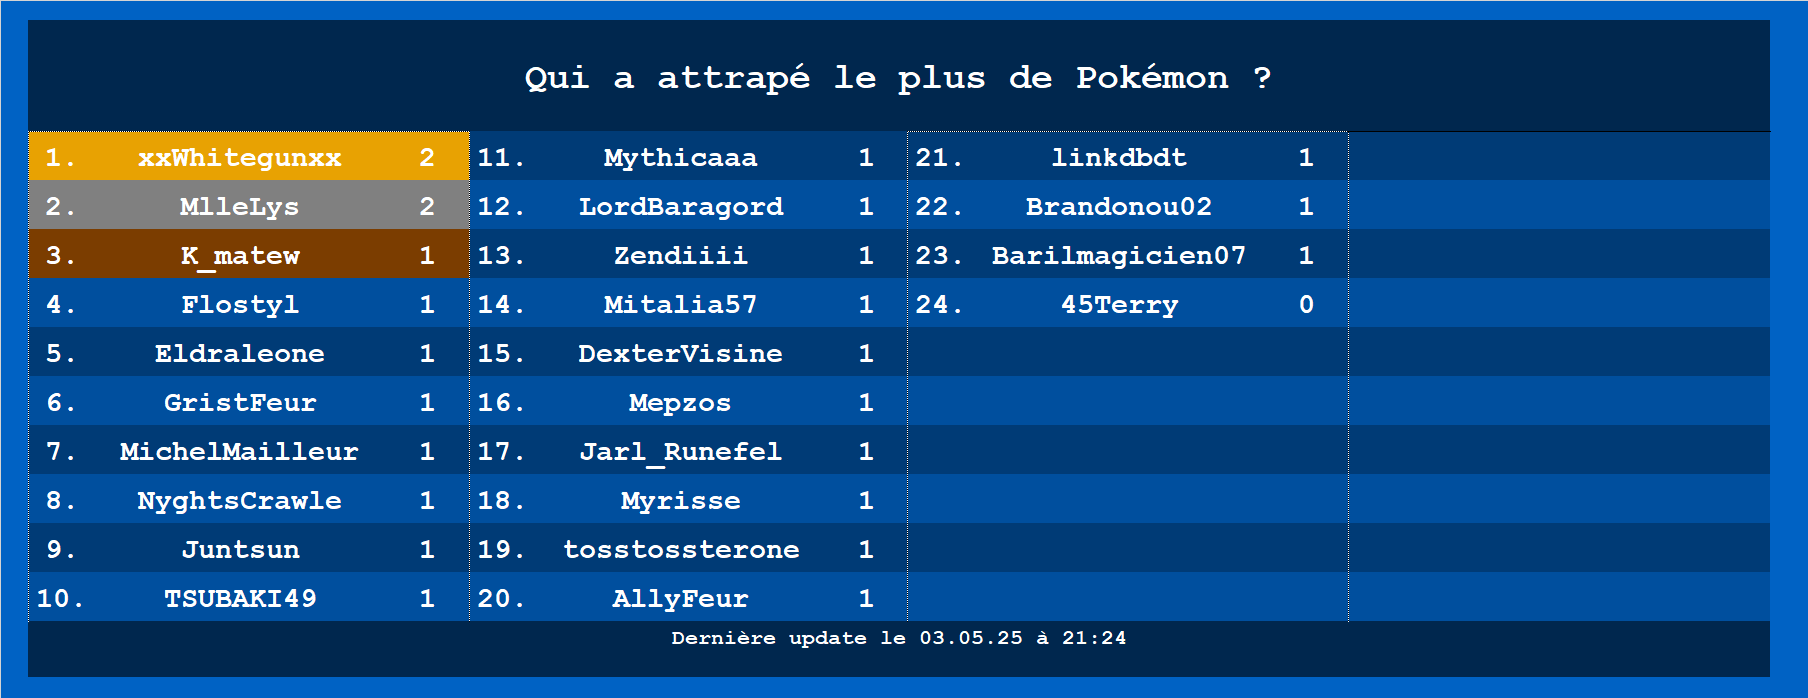 Qui a attrapé le plus de Pokémon ?
1. xxWhitegunxx 2
2. MlleLys 2
3. K_matew 1
4. Flostyl 1
5. Eldraleone 1
6. GristFeur 1
7. MichelMailleur 1
8. NyghtsCrawle 1
9. Juntsun 1
10. TSUBAKI49 1
11. Mythicaaa 1
12. LordBaragord 1
13. Zendiiii 1
14. Mitalia57 1
15. DexterVisine 1
16. Mepzos 1
17. Jarl_Runefel 1
18. Myrisse 1
19. tosstossterone 1
20. AllyFeur 1
21. linkdbdt 1
22. Brandonou02 1
23. Barilmagicien07 1
24. 45Terry 0
Dernière update le 03.05.25 à 21:24